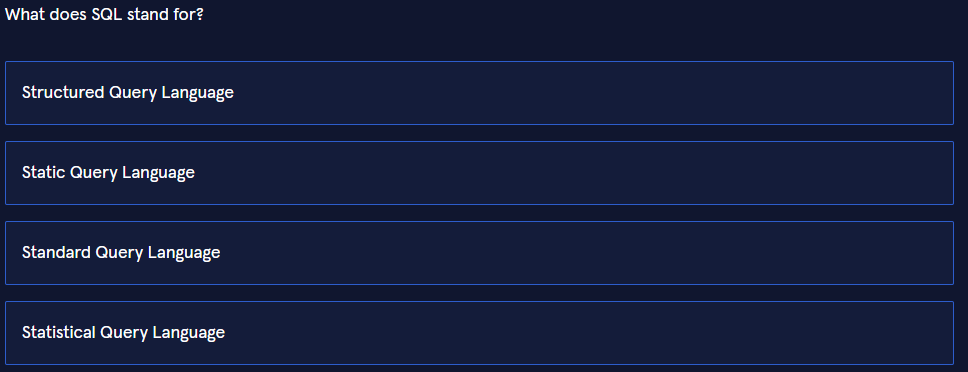 What does SQL stand for?
Structured Query Language
Static Query Language
Standard Query Language
Statistical Query Language